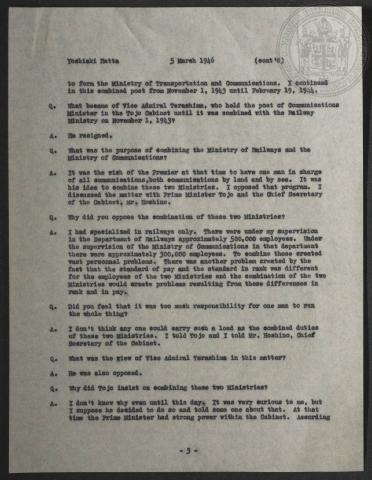 Yoshiaki Hatta 5 March 1946 (cont'd)
to form the Ministry of Transportation and Communications. I continued
in this combined post from November 1, 1943 until February 19, 1944.
Q. What became of Vice Admiral Terashima, who held the post of Communications
Minister in the Tojo Cabinet until it was combined with the Railway
Ministry on November 1, 1943?
A. He resigned.
Q. What was the purpose of combining the Ministry of Railways and the
Ministry of Communications?
A. It was the wish of the Premier at that time to have one man in charge
of all communications, both communications by land and by sea. It was
his idea to combine these two Ministries. I opposed that program. I
discussed the matter with Prime Minister Tojo and the Chief Secretary
of the Cabinet, Mr. Hoshino.
Q. Why did you oppose the combination of these two Ministries?
A. I had specialized in railways only. There were under my supervision
in the Department of Railways approximately 500,000 employees. Under
the supervision of the Ministry of Communications in that department
there were approximately 300,000 employees. To combine these created
vast personnel problems. There was another problem created by the
fact that the standard of pay and the standard in rank was different
for the employees of the two Ministries and the combination of the two
Ministries would create problems resulting from these differences in
rank and in pay.
Q. Did you feel that it was too much responsibility for one man to run
the whole thing?
A. I don't think any one could carry such a load as the combined duties
of these two Ministries. I told Tojo and I told Mr. Hoshino, Chief
Secretary of the Cabinet.
Q. What was the view of Vice Admiral Terashima in this matter?
A. He was also opposed.
Q. Why did Tojo insist on combining these two Ministries?
A. I don't know why even until this day. It was very curious to me, but
I suppose he decided to do so and told some one about that. At that
time the Prime Minister had strong power within the Cabinet. According
- 3 -